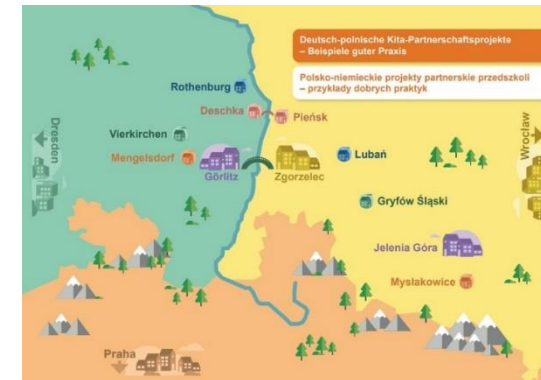 Deutsch-polnische Kita-Partnerschaftsprojekte
– Beispiele guter Praxis
Polsko-niemieckie projekty partnerskie przedszkoli
– przykłady dobrych praktyk
Rothenburg
Deschka
Pieńsk
Vierkirchen
Mengelsdorf
Görlitz
Zgorzelec
Lubań
Dresden
Wrocław
Gryfów Śląski
Jelenia Góra
Mysłakowice
Praha